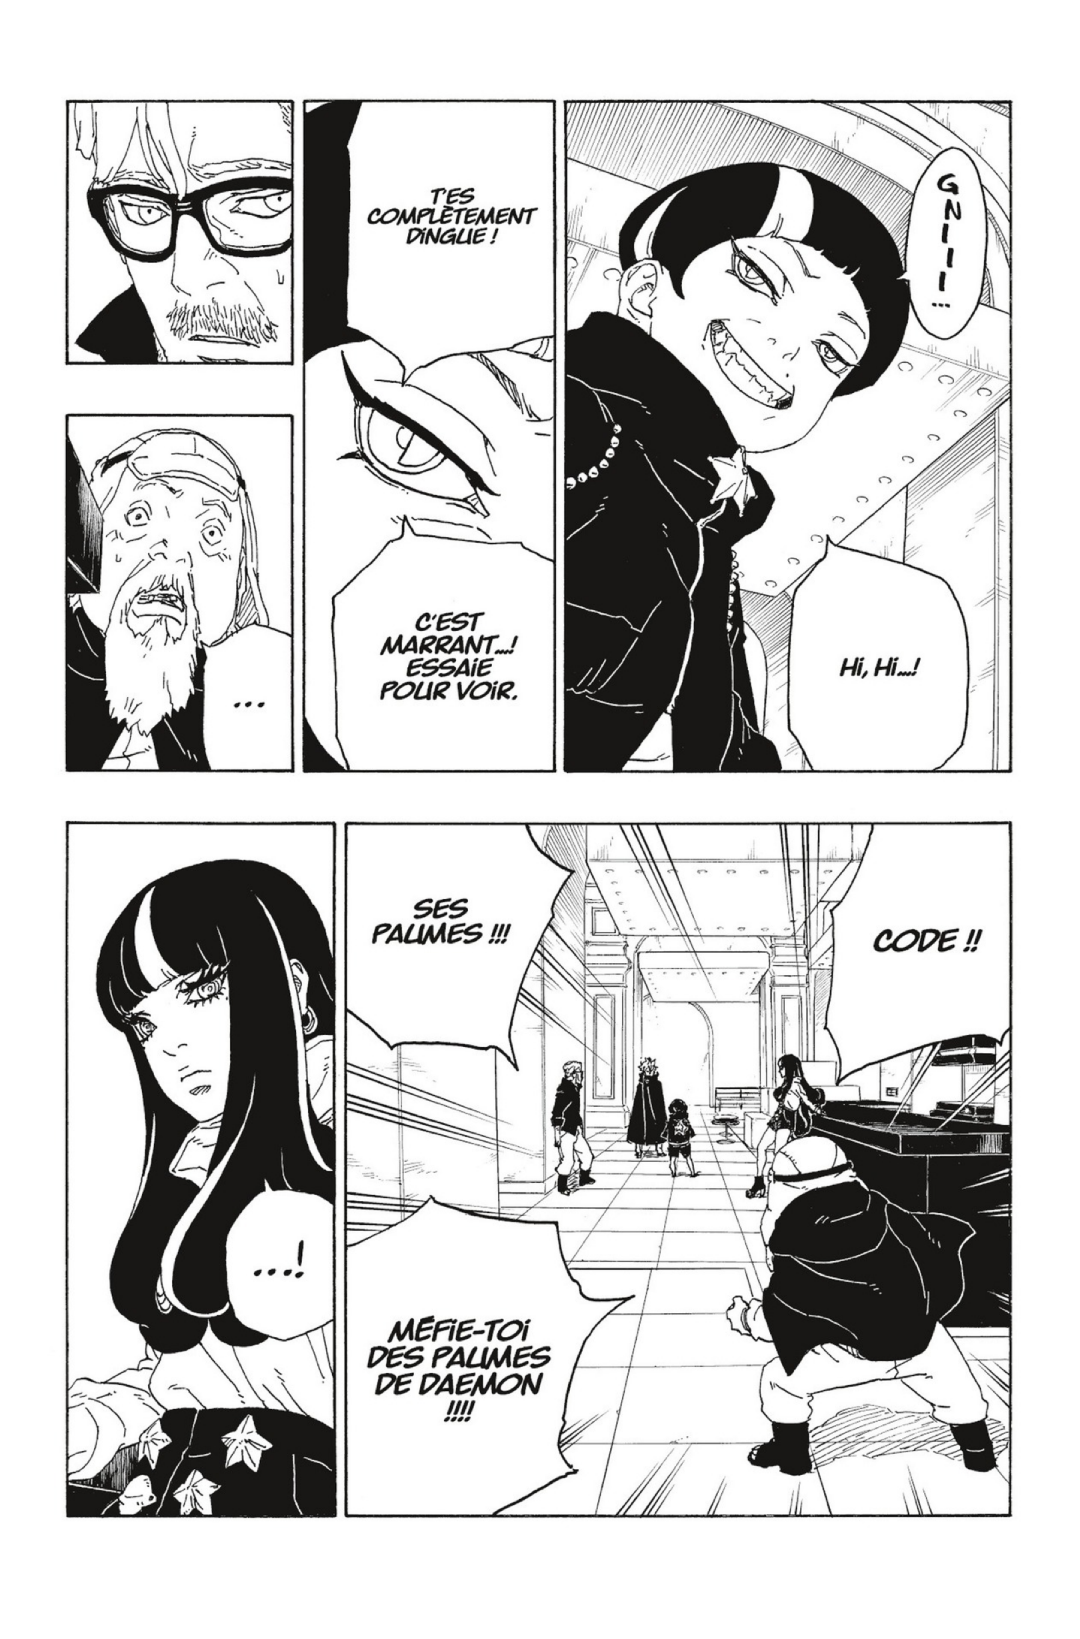 GNIII...
HI, HI...!
T'ES
COMPLÈTEMENT
DINGUE !
C'EST
MARRANT...!
ESSAIE
POUR VOIR.
...
CODE !!
SES
PAUMES !!!
MÉFIE-TOI
DES PAUMES
DE DAEMON
!!!!
...!